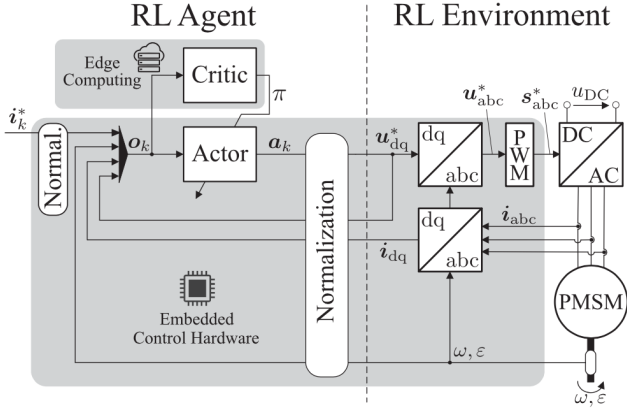 RL Agent
RL Environment
Edge
Computing
Critic
π
i*ₖ
Normal.
oₖ
Actor
aₖ
Normalization
u*dq
dq
abc
u*abc
PWM
s*abc
uDC
DC
AC
dq
abc
iabc
idq
PMSM
Embedded
Control Hardware
ω, ε
ω, ε